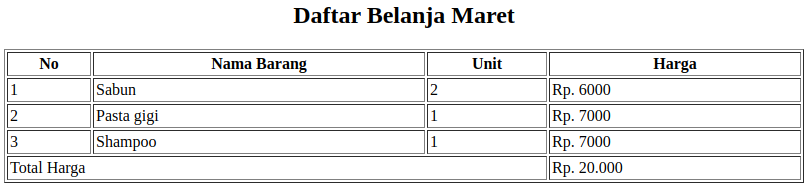 Daftar Belanja Maret
No Nama Barang Unit Harga
1 Sabun 2 Rp. 6000
2 Pasta gigi 1 Rp. 7000
3 Shampoo 1 Rp. 7000
Total Harga Rp. 20.000